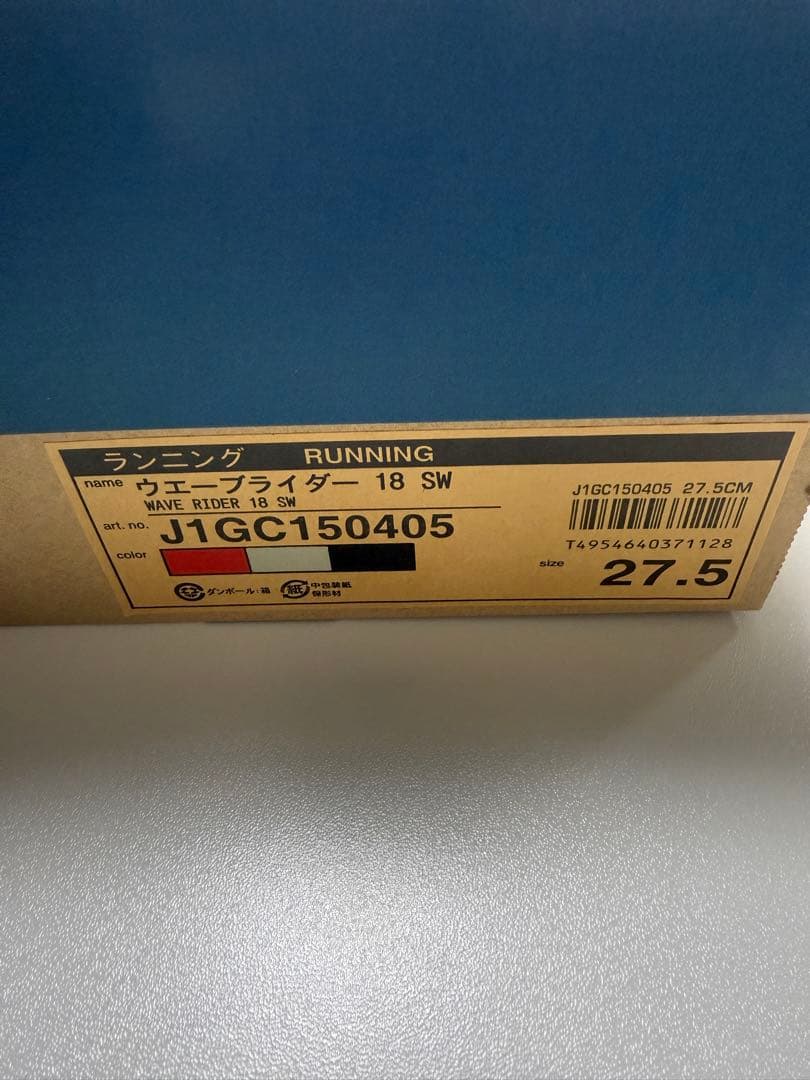 ランニング RUNNING
name ウエーブライダー 18 SW
WAVE RIDER 18 SW
art. no. J1GC150405
color
ダンボール:箱 紙 中包装紙
保形材
J1GC150405 27.5CM
T4954640371128
size 27.5